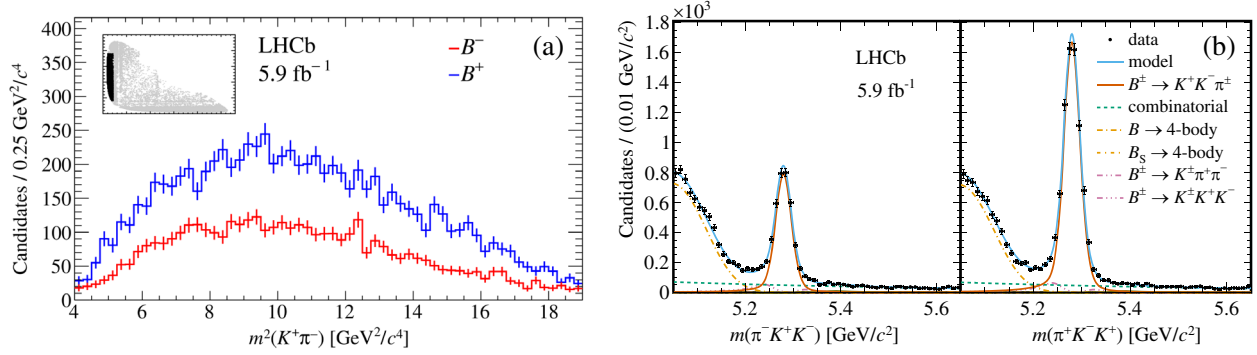 400
350
300
250
200
150
100
50
0
Candidates / 0.25 GeV²/c⁴
LHCb
5.9 fb⁻¹
B⁻
B⁺
(a)
4 6 8 10 12 14 16 18
m²(K⁺π⁻) [GeV²/c⁴]
×10³
1.8
1.6
1.4
1.2
1.0
0.8
0.6
0.4
0.2
0
Candidates / (0.01 GeV/c²)
LHCb
5.9 fb⁻¹
5.2 5.4 5.6
m(π⁻K⁺K⁻) [GeV/c²]
(b)
data
model
B± → K⁺K⁻π±
combinatorial
B → 4-body
Bₛ → 4-body
B± → K±π⁺π⁻
B± → K±K⁺K⁻
5.2 5.4 5.6
m(π⁺K⁻K⁺) [GeV/c²]